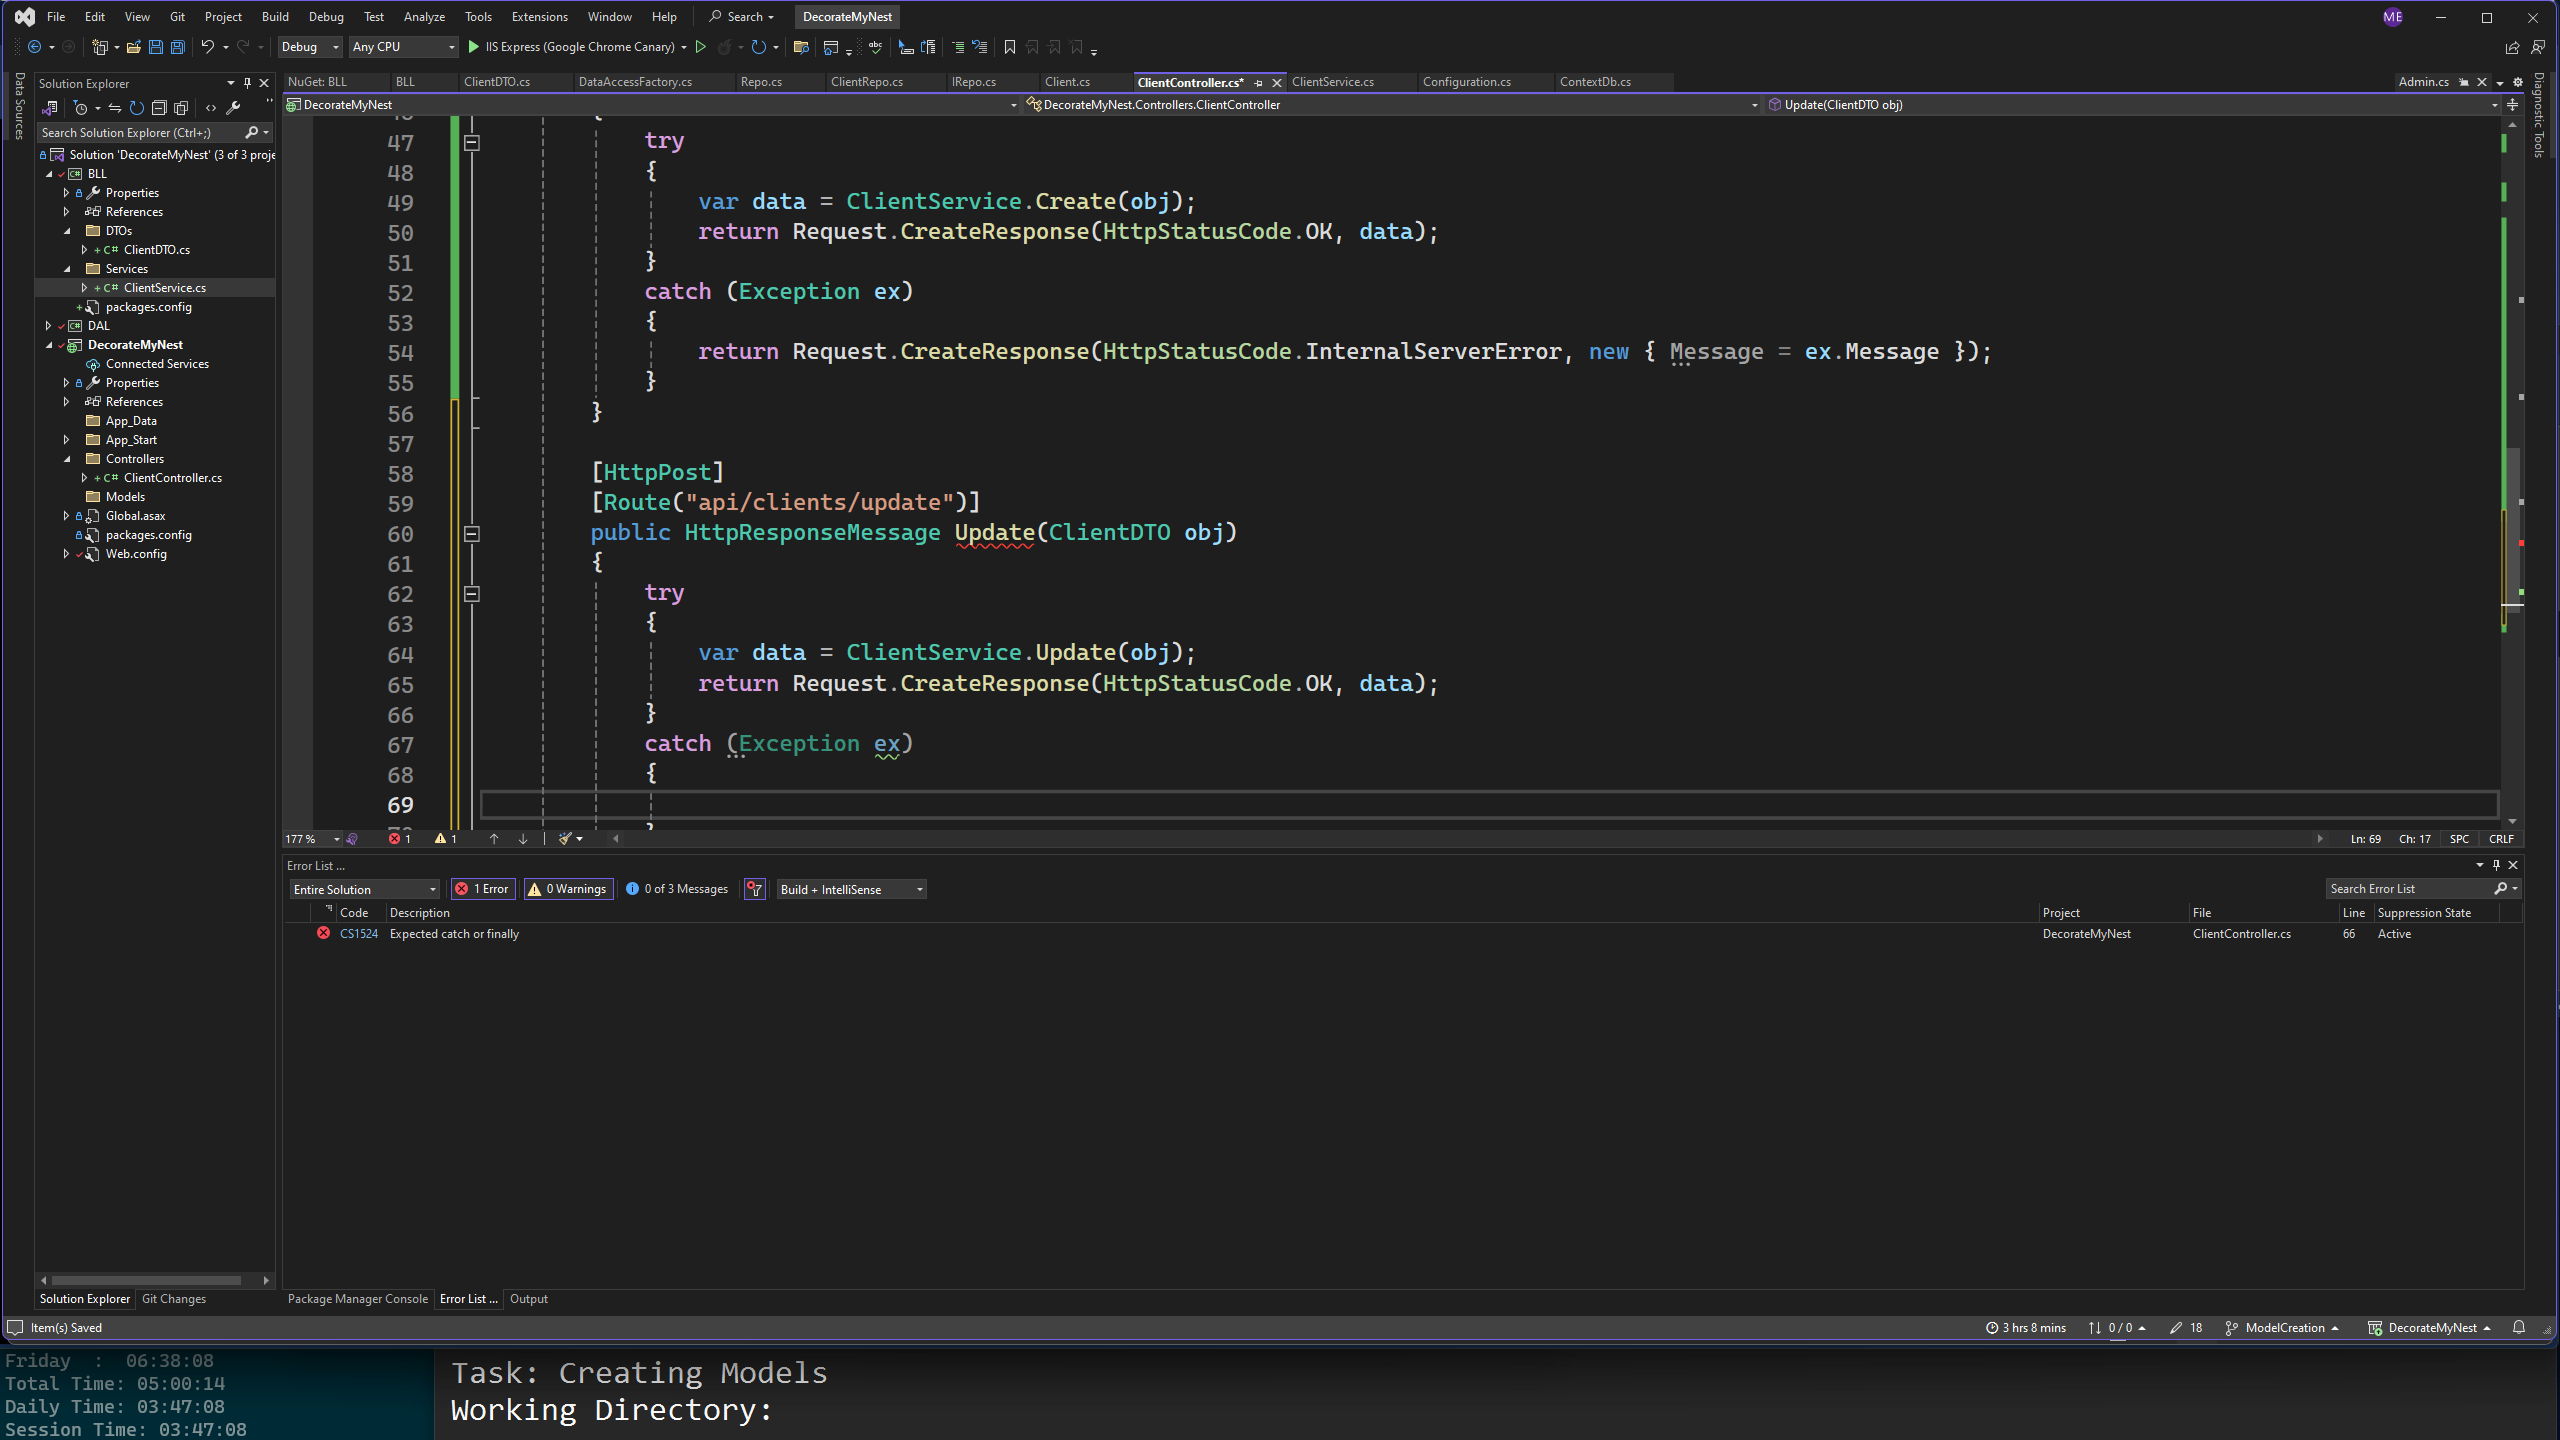 File Edit View Git Project Build Debug Test Analyze Tools Extensions Window Help Search DecorateMyNest ME
Debug Any CPU IIS Express (Google Chrome Canary)
Data Sources
Solution Explorer
Search Solution Explorer (Ctrl+;)
Solution 'DecorateMyNest' (3 of 3 proje
BLL
Properties
References
DTOs
C# ClientDTO.cs
Services
C# ClientService.cs
packages.config
DAL
DecorateMyNest
Connected Services
Properties
References
App_Data
App_Start
Controllers
C# ClientController.cs
Models
Global.asax
packages.config
Web.config
Solution Explorer Git Changes
NuGet: BLL BLL ClientDTO.cs DataAccessFactory.cs Repo.cs ClientRepo.cs IRepo.cs Client.cs ClientController.cs* ClientService.cs Configuration.cs ContextDb.cs Admin.cs
DecorateMyNest DecorateMyNest.Controllers.ClientController Update(ClientDTO obj)
Diagnostic Tools
47 try
48 {
49 var data = ClientService.Create(obj);
50 return Request.CreateResponse(HttpStatusCode.OK, data);
51 }
52 catch (Exception ex)
53 {
54 return Request.CreateResponse(HttpStatusCode.InternalServerError, new { Message = ex.Message });
55 }
56 }
57
58 [HttpPost]
59 [Route("api/clients/update")]
60 public HttpResponseMessage Update(ClientDTO obj)
61 {
62 try
63 {
64 var data = ClientService.Update(obj);
65 return Request.CreateResponse(HttpStatusCode.OK, data);
66 }
67 catch (Exception ex)
68 {
69
177 % 1 1 Ln: 69 Ch: 17 SPC CRLF
Error List ...
Entire Solution 1 Error 0 Warnings 0 of 3 Messages Build + IntelliSense Search Error List
Code Description Project File Line Suppression State
CS1524 Expected catch or finally DecorateMyNest ClientController.cs 66 Active
Package Manager Console Error List ... Output
Item(s) Saved 3 hrs 8 mins 0 / 0 18 ModelCreation DecorateMyNest
Friday : 06:38:08
Total Time: 05:00:14
Daily Time: 03:47:08
Session Time: 03:47:08
Task: Creating Models
Working Directory: